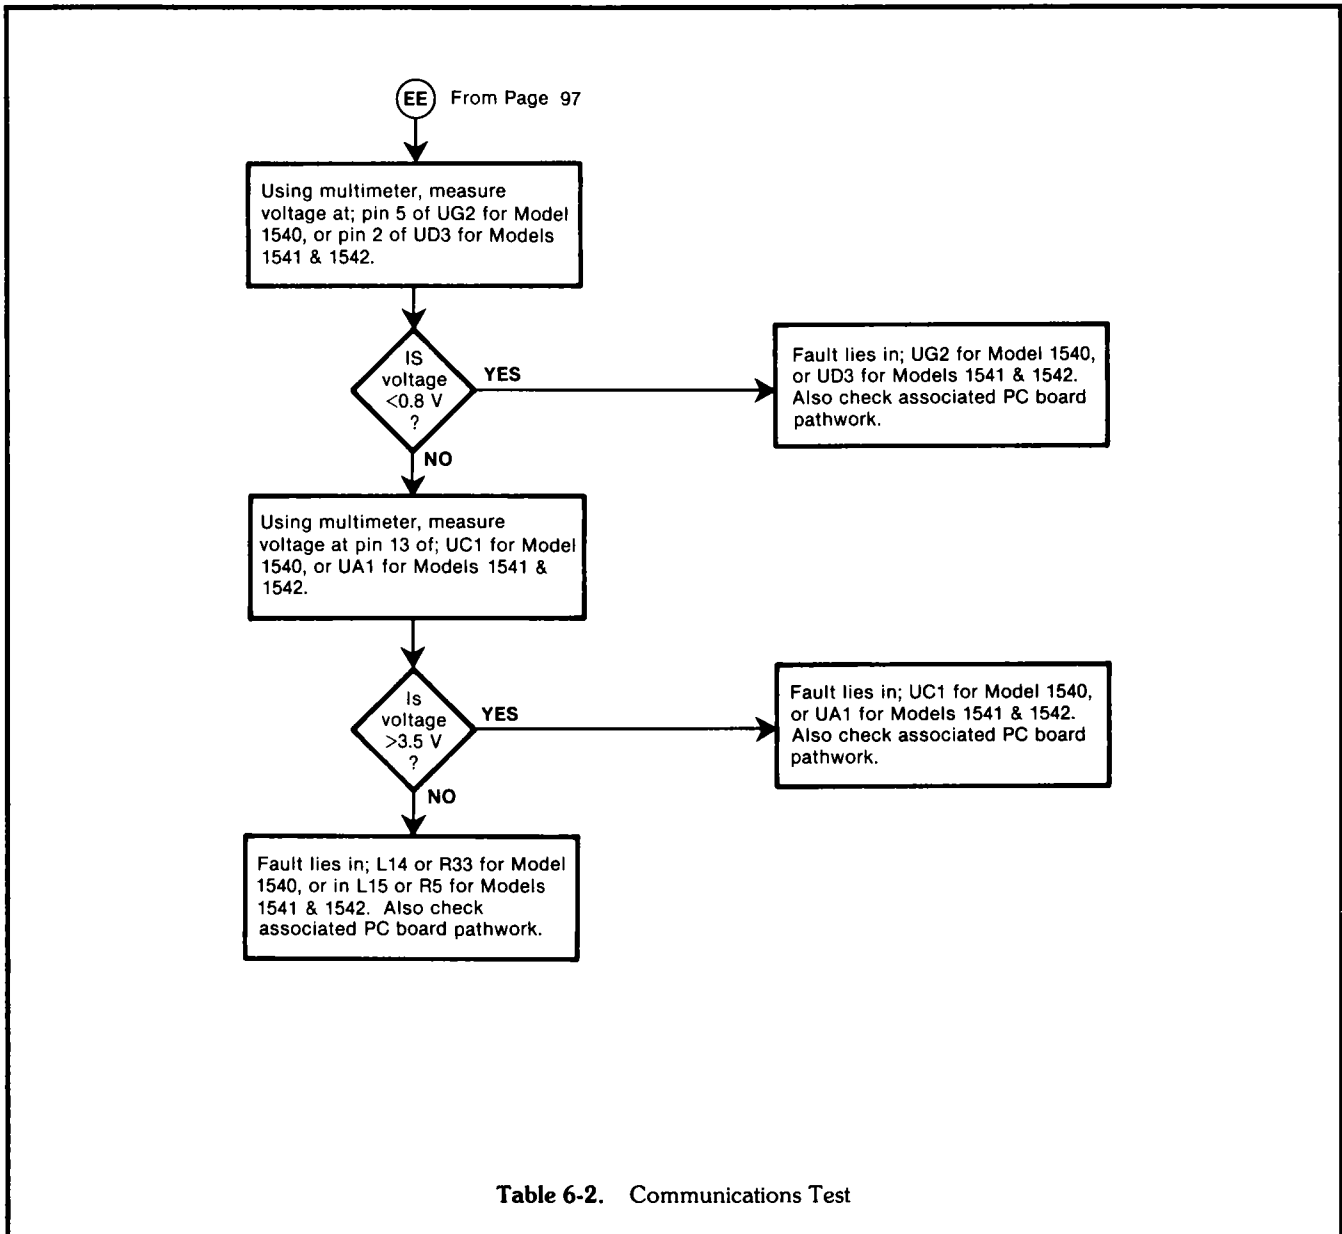 EE From Page 97
Using multimeter, measure
voltage at; pin 5 of UG2 for Model
1540, or pin 2 of UD3 for Models
1541 & 1542.
IS
voltage
<0.8 V
?
YES
Fault lies in; UG2 for Model 1540,
or UD3 for Models 1541 & 1542.
Also check associated PC board
pathwork.
NO
Using multimeter, measure
voltage at pin 13 of; UC1 for Model
1540, or UA1 for Models 1541 &
1542.
Is
voltage
>3.5 V
?
YES
Fault lies in; UC1 for Model 1540,
or UA1 for Models 1541 & 1542.
Also check associated PC board
pathwork.
NO
Fault lies in; L14 or R33 for Model
1540, or in L15 or R5 for Models
1541 & 1542. Also check
associated PC board pathwork.
Table 6-2. Communications Test